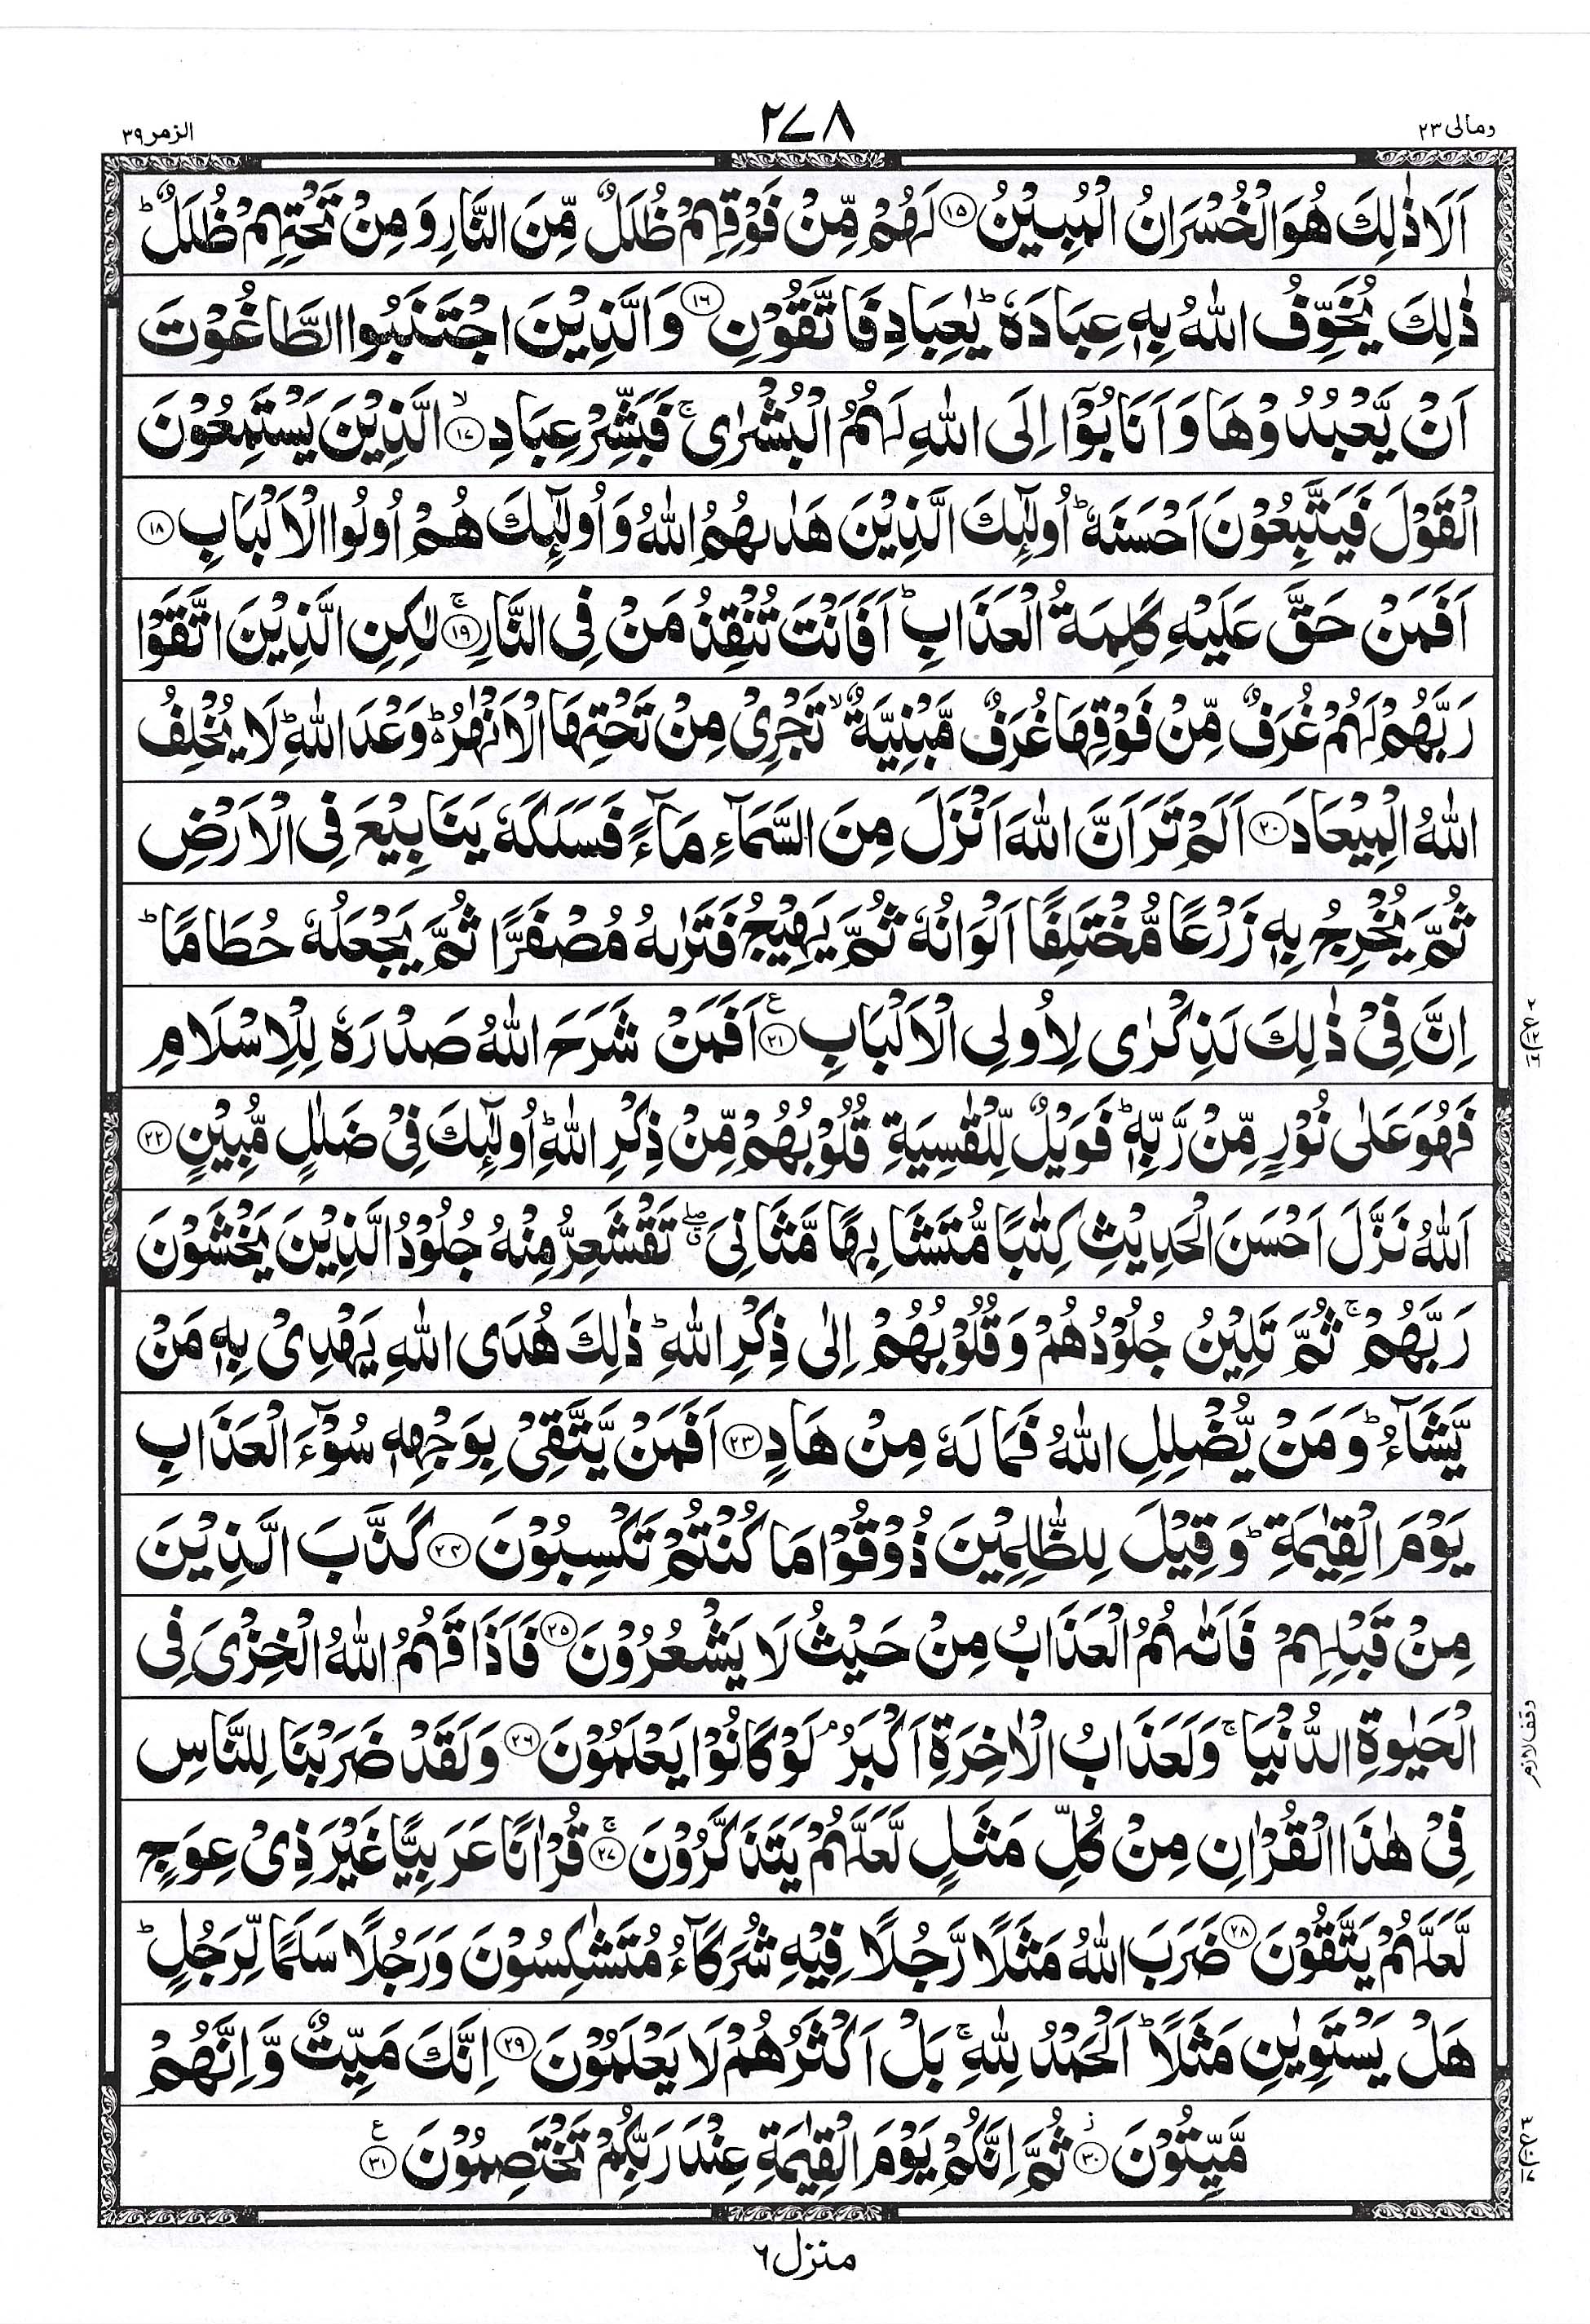 ومالی ٢٣
٢٧٨
الزمر ٣٩
اَلَا ذٰلِكَ هُوَ الْخُسْرَانُ الْمُبِيْنُ ۝١٥ لَهُمْ مِّنْ فَوْقِهِمْ ظُلَلٌ مِّنَ النَّارِ وَ مِنْ تَحْتِهِمْ ظُلَلٌ ؕ
ذٰلِكَ يُخَوِّفُ اللّٰهُ بِهٖ عِبَادَهٗ ؕ يٰعِبَادِ فَاتَّقُوْنِ ۝١٦ وَ الَّذِيْنَ اجْتَنَبُوا الطَّاغُوْتَ
اَنْ يَّعْبُدُوْهَا وَ اَنَابُوْۤا اِلَى اللّٰهِ لَهُمُ الْبُشْرٰى ۚ فَبَشِّرْ عِبَادِ ۝١٧ ۙ الَّذِيْنَ يَسْتَمِعُوْنَ
الْقَوْلَ فَيَتَّبِعُوْنَ اَحْسَنَهٗ ؕ اُولٰٓئِكَ الَّذِيْنَ هَدٰىهُمُ اللّٰهُ وَ اُولٰٓئِكَ هُمْ اُولُوا الْاَلْبَابِ ۝١٨
اَفَمَنْ حَقَّ عَلَيْهِ كَلِمَةُ الْعَذَابِ ؕ اَفَاَنْتَ تُنْقِذُ مَنْ فِى النَّارِ ۝١٩ ۚ لٰكِنِ الَّذِيْنَ اتَّقَوْا
رَبَّهُمْ لَهُمْ غُرَفٌ مِّنْ فَوْقِهَا غُرَفٌ مَّبْنِيَّةٌ ۙ تَجْرِىْ مِنْ تَحْتِهَا الْاَنْهٰرُ ؕ۬ وَعْدَ اللّٰهِ ؕ لَا يُخْلِفُ
اللّٰهُ الْمِيْعَادَ ۝٢٠ اَلَمْ تَرَ اَنَّ اللّٰهَ اَنْزَلَ مِنَ السَّمَآءِ مَآءً فَسَلَكَهٗ يَنَابِيْعَ فِى الْاَرْضِ
ثُمَّ يُخْرِجُ بِهٖ زَرْعًا مُّخْتَلِفًا اَلْوَانُهٗ ثُمَّ يَهِيْجُ فَتَرٰىهُ مُصْفَرًّا ثُمَّ يَجْعَلُهٗ حُطَامًا ؕ
اِنَّ فِىْ ذٰلِكَ لَذِكْرٰى لِاُولِى الْاَلْبَابِ ۝٢١ ع اَفَمَنْ شَرَحَ اللّٰهُ صَدْرَهٗ لِلْاِسْلَامِ
فَهُوَ عَلٰى نُوْرٍ مِّنْ رَّبِّهٖ ؕ فَوَيْلٌ لِّلْقٰسِيَةِ قُلُوْبُهُمْ مِّنْ ذِكْرِ اللّٰهِ ؕ اُولٰٓئِكَ فِىْ ضَلٰلٍ مُّبِيْنٍ ۝٢٢
اَللّٰهُ نَزَّلَ اَحْسَنَ الْحَدِيْثِ كِتٰبًا مُّتَشَابِهًا مَّثَانِىَ ۖۗ تَقْشَعِرُّ مِنْهُ جُلُوْدُ الَّذِيْنَ يَخْشَوْنَ
رَبَّهُمْ ۚ ثُمَّ تَلِيْنُ جُلُوْدُهُمْ وَ قُلُوْبُهُمْ اِلٰى ذِكْرِ اللّٰهِ ؕ ذٰلِكَ هُدَى اللّٰهِ يَهْدِىْ بِهٖ مَنْ
يَّشَآءُ ؕ وَ مَنْ يُّضْلِلِ اللّٰهُ فَمَا لَهٗ مِنْ هَادٍ ۝٢٣ اَفَمَنْ يَّتَّقِىْ بِوَجْهِهٖ سُوْٓءَ الْعَذَابِ
يَوْمَ الْقِيٰمَةِ ؕ وَ قِيْلَ لِلظّٰلِمِيْنَ ذُوْقُوْا مَا كُنْتُمْ تَكْسِبُوْنَ ۝٢٤ كَذَّبَ الَّذِيْنَ
مِنْ قَبْلِهِمْ فَاَتٰىهُمُ الْعَذَابُ مِنْ حَيْثُ لَا يَشْعُرُوْنَ ۝٢٥ فَاَذَاقَهُمُ اللّٰهُ الْخِزْىَ فِى
الْحَيٰوةِ الدُّنْيَا ۚ وَ لَعَذَابُ الْاٰخِرَةِ اَكْبَرُ ۘ لَوْ كَانُوْا يَعْلَمُوْنَ ۝٢٦ وَ لَقَدْ ضَرَبْنَا لِلنَّاسِ
وقف لازم
فِىْ هٰذَا الْقُرْاٰنِ مِنْ كُلِّ مَثَلٍ لَّعَلَّهُمْ يَتَذَكَّرُوْنَ ۝٢٧ ۚ قُرْاٰنًا عَرَبِيًّا غَيْرَ ذِىْ عِوَجٍ
لَّعَلَّهُمْ يَتَّقُوْنَ ۝٢٨ ضَرَبَ اللّٰهُ مَثَلًا رَّجُلًا فِيْهِ شُرَكَآءُ مُتَشٰكِسُوْنَ وَ رَجُلًا سَلَمًا لِّرَجُلٍ ؕ
هَلْ يَسْتَوِيٰنِ مَثَلًا ؕ اَلْحَمْدُ لِلّٰهِ ۚ بَلْ اَكْثَرُهُمْ لَا يَعْلَمُوْنَ ۝٢٩ اِنَّكَ مَيِّتٌ وَّ اِنَّهُمْ
مَّيِّتُوْنَ ۝٣٠ ز ثُمَّ اِنَّكُمْ يَوْمَ الْقِيٰمَةِ عِنْدَ رَبِّكُمْ تَخْتَصِمُوْنَ ۝٣١ ع
منزل ٦